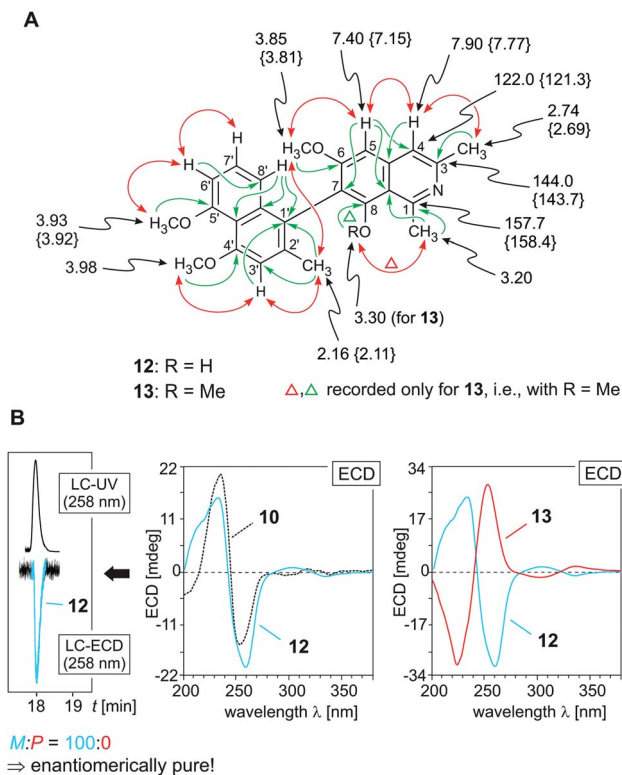 A
3.85
{3.81}
7.40 {7.15}
7.90 {7.77}
122.0 {121.3}
2.74
{2.69}
H
H
H
H₃CO
6
5
4
3
CH₃
7'
8'
H
H
6'
7
N
144.0
{143.7}
8
1
1'
H₃CO
5'
RO
CH₃
157.7
{158.4}
3.93
{3.92}
4'
2'
3.98
H₃CO
3'
CH₃
3.20
H
3.30 (for 13)
2.16 {2.11}
12: R = H
13: R = Me
△,△ recorded only for 13, i.e., with R = Me
B
LC-UV
(258 nm)
12
LC-ECD
(258 nm)
18 19 t [min]
M:P = 100:0
⇒ enantiomerically pure!
ECD
ECD [mdeg]
22
11
0
-11
-22
10
12
200 250 300 350
wavelength λ [nm]
ECD
ECD [mdeg]
34
17
0
-17
-34
13
12
200 250 300 350
wavelength λ [nm]